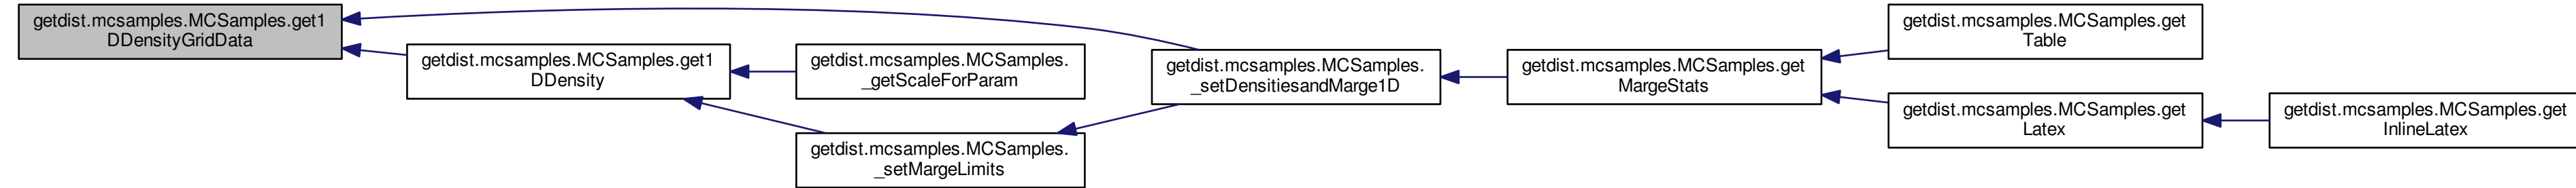 getdist.mcsamples.MCSamples.get1
DDensityGridData
getdist.mcsamples.MCSamples.get1
DDensity
getdist.mcsamples.MCSamples.
_getScaleForParam
getdist.mcsamples.MCSamples.
_setMargeLimits
getdist.mcsamples.MCSamples.
_setDensitiesandMarge1D
getdist.mcsamples.MCSamples.get
MargeStats
getdist.mcsamples.MCSamples.get
Table
getdist.mcsamples.MCSamples.get
Latex
getdist.mcsamples.MCSamples.get
InlineLatex